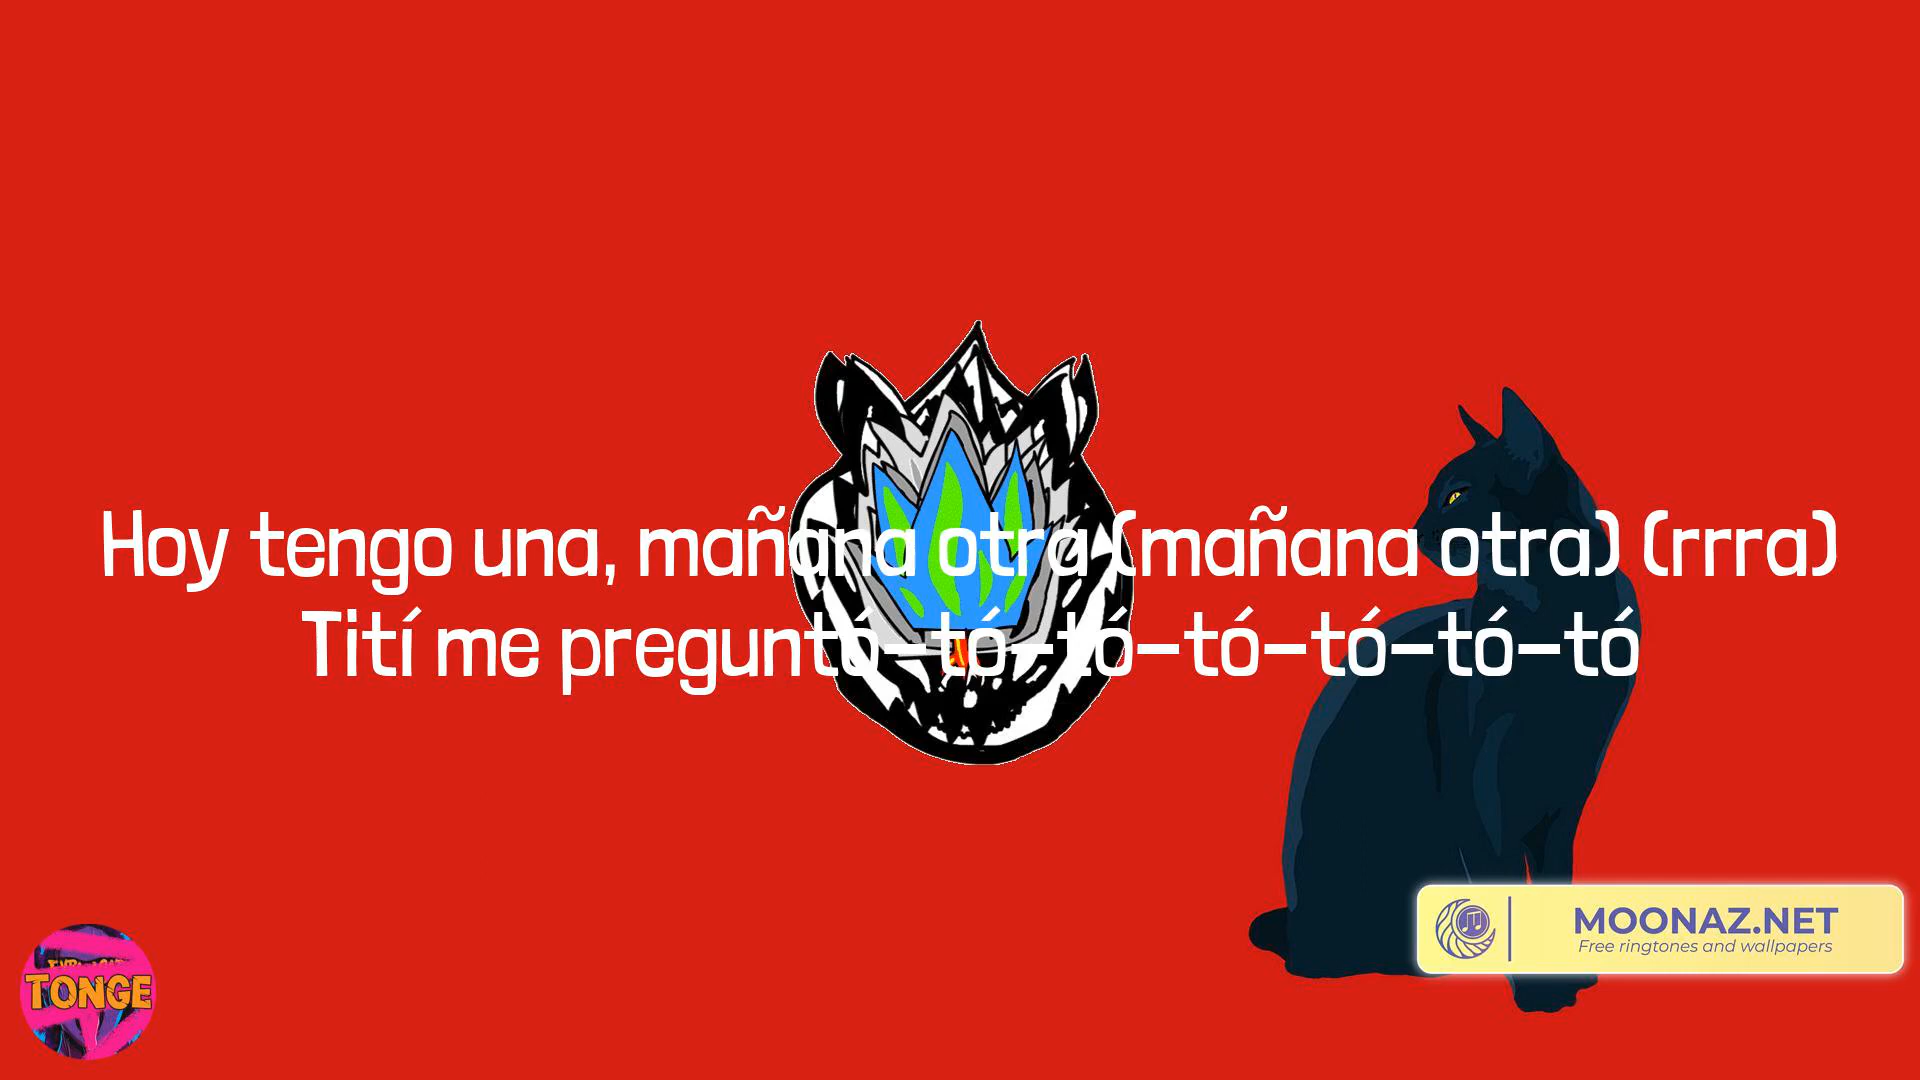 Hoy tengo una, mañana otra (mañana otra) (rrra)
Tití me preguntó-tó-tó-tó-tó-tó-tó
MOONAZ.NET
Free ringtones and wallpapers
TONGE